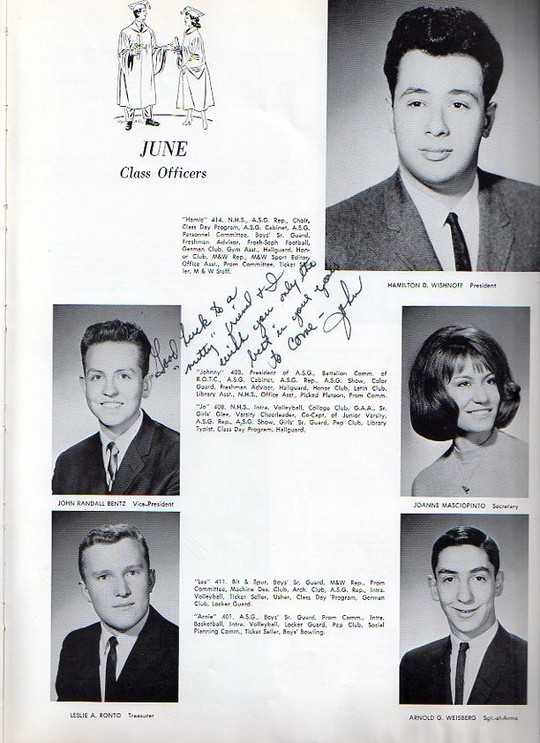 JUNE
Class Officers
"Hamie" 414. N.H.S., A.S.G. Rep., Choir,
Class Day Program, A.S.G. Cabinet, A.S.G.
Personnel Committee, Boys' Sr. Guard,
Freshman Advisor, Frosh-Soph Football,
German Club, Gym Asst., Hallguard, Honor
Club, M&W Rep., M&W Sport Editor,
Office Asst., Prom Committee, Ticket Seller,
M & W Staff.
HAMILTON D. WISHNOFF President
"Good luck to a
nutty friend & I
wish you only the
best in your years
to come - John
"Johnny" 403. President of A.S.G., Battalion Comm. of
R.O.T.C., A.S.G. Cabinet, A.S.G. Rep., A.S.G. Show, Color
Guard, Freshman Advisor, Hallguard, Honor Club, Latin Club,
Library Asst., N.H.S., Office Asst., Picked Platoon, Prom Comm.
"Jo" 408. N.H.S., Intra. Volleyball, College Club, G.A.A., Sr.
Girls' Glee, Varsity Cheerleader, Co-Capt. of Junior Varsity,
A.S.G. Rep., A.S.G. Show, Girls' Sr. Guard, Pep Club, Library
Typist, Class Day Program, Hallguard.
JOHN RANDALL BENTZ Vice-President
JOANNE MASCIOPINTO Secretary
"Les" 411. Bit & Spur, Boys' Sr. Guard, M&W Rep., Prom
Committee, Machine Des. Club, Arch. Club, A.S.G. Rep., Intra.
Volleyball, Ticket Seller, Usher, Class Day Program, German
Club, Locker Guard.
"Arnie" 401. A.S.G., Boys' Sr. Guard, Prom Comm., Intra.
Basketball, Intra. Volleyball, Locker Guard, Pep Club, Social
Planning Comm., Ticket Seller, Boys' Bowling.
LESLIE A. RONTO Treasurer
ARNOLD G. WEISBERG Sgt.-at-Arms